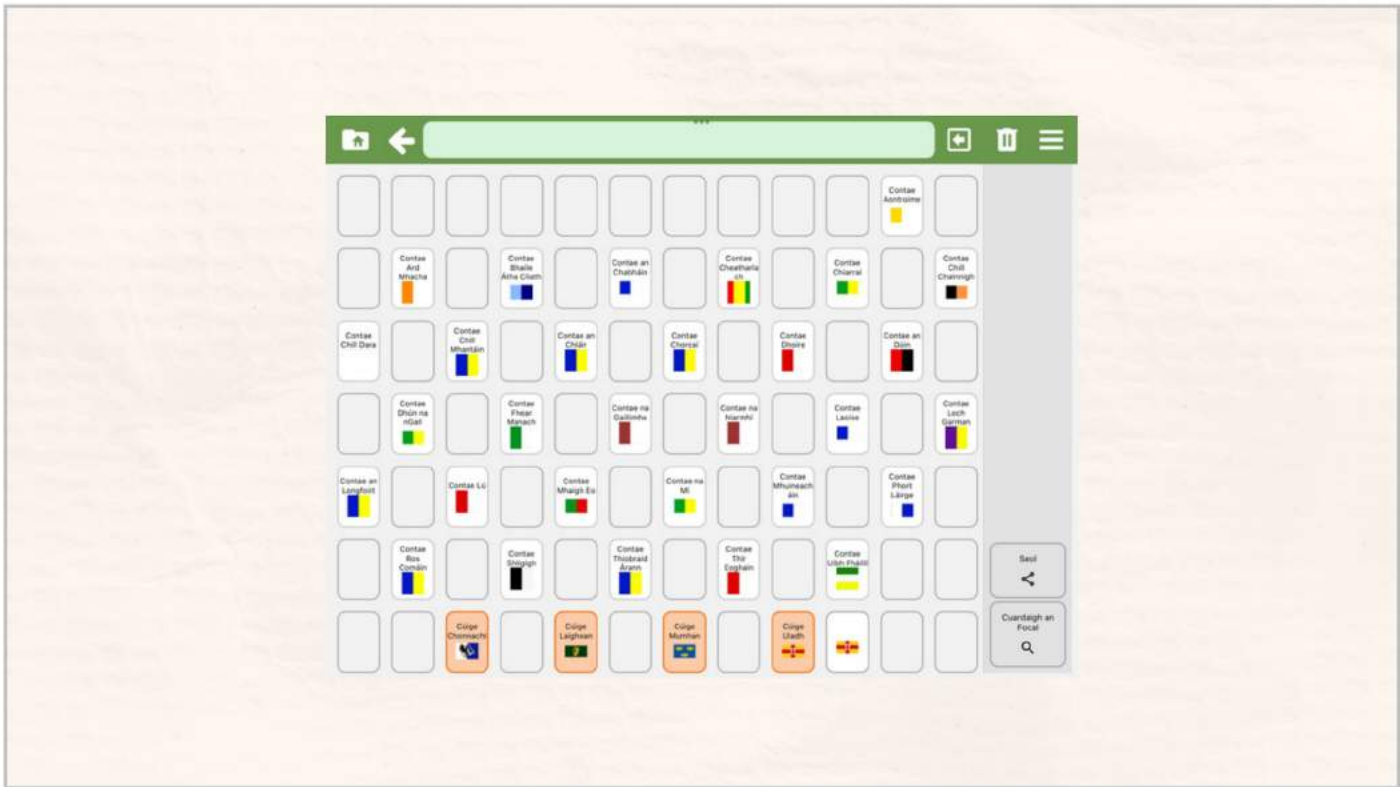 Contae
Aontroime
Contae
Ard
Mhacha
Contae
Bhaile
Átha Cliath
Contae an
Chabháin
Contae
Cheatharla
ch
Contae
Chiarraí
Contae
Chill
Chainnigh
Contae
Chill Dara
Contae
Chill
Mhantáin
Contae an
Chláir
Contae
Chorcaí
Contae
Dhoire
Contae an
Dúin
Contae
Dhún na
nGall
Contae
Fhear
Manach
Contae na
Gaillimhe
Contae na
hIarmhí
Contae
Laoise
Contae
Loch
Garman
Contae an
Longfoirt
Contae Lú
Contae
Mhaigh Eo
Contae na
Mí
Contae
Mhuineach
áin
Contae
Phort
Láirge
Contae
Ros
Comáin
Contae
Shligigh
Contae
Thiobraid
Árann
Contae
Thír
Eoghain
Contae
Uíbh Fhailí
Seol
Cúige
Chonnacht
Cúige
Laighean
Cúige
Mumhan
Cúige
Uladh
Cuardaigh an
Focal